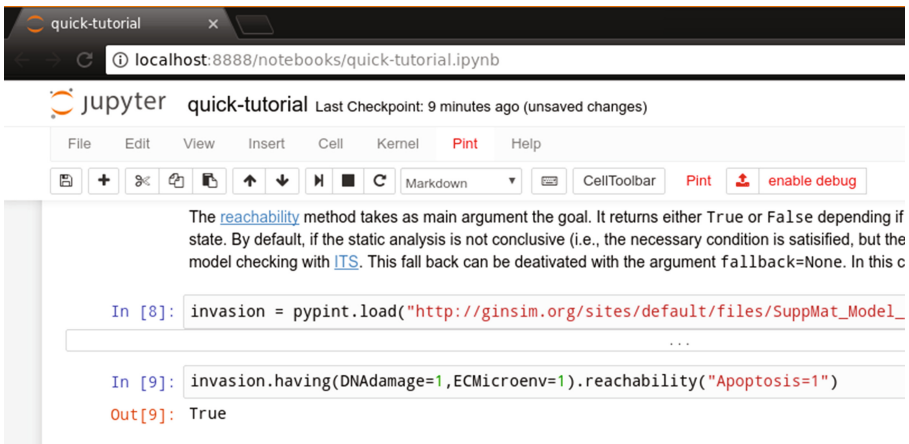 quick-tutorial
localhost:8888/notebooks/quick-tutorial.ipynb
jupyter quick-tutorial Last Checkpoint: 9 minutes ago (unsaved changes)
File Edit View Insert Cell Kernel Pint Help
Markdown CellToolbar Pint enable debug
The reachability method takes as main argument the goal. It returns either True or False depending if
state. By default, if the static analysis is not conclusive (i.e., the necessary condition is satisified, but the
model checking with ITS. This fall back can be deativated with the argument fallback=None. In this c
In [8]: invasion = pypint.load("http://ginsim.org/sites/default/files/SuppMat_Model_
...
In [9]: invasion.having(DNAdamage=1,ECMicroenv=1).reachability("Apoptosis=1")
Out[9]: True